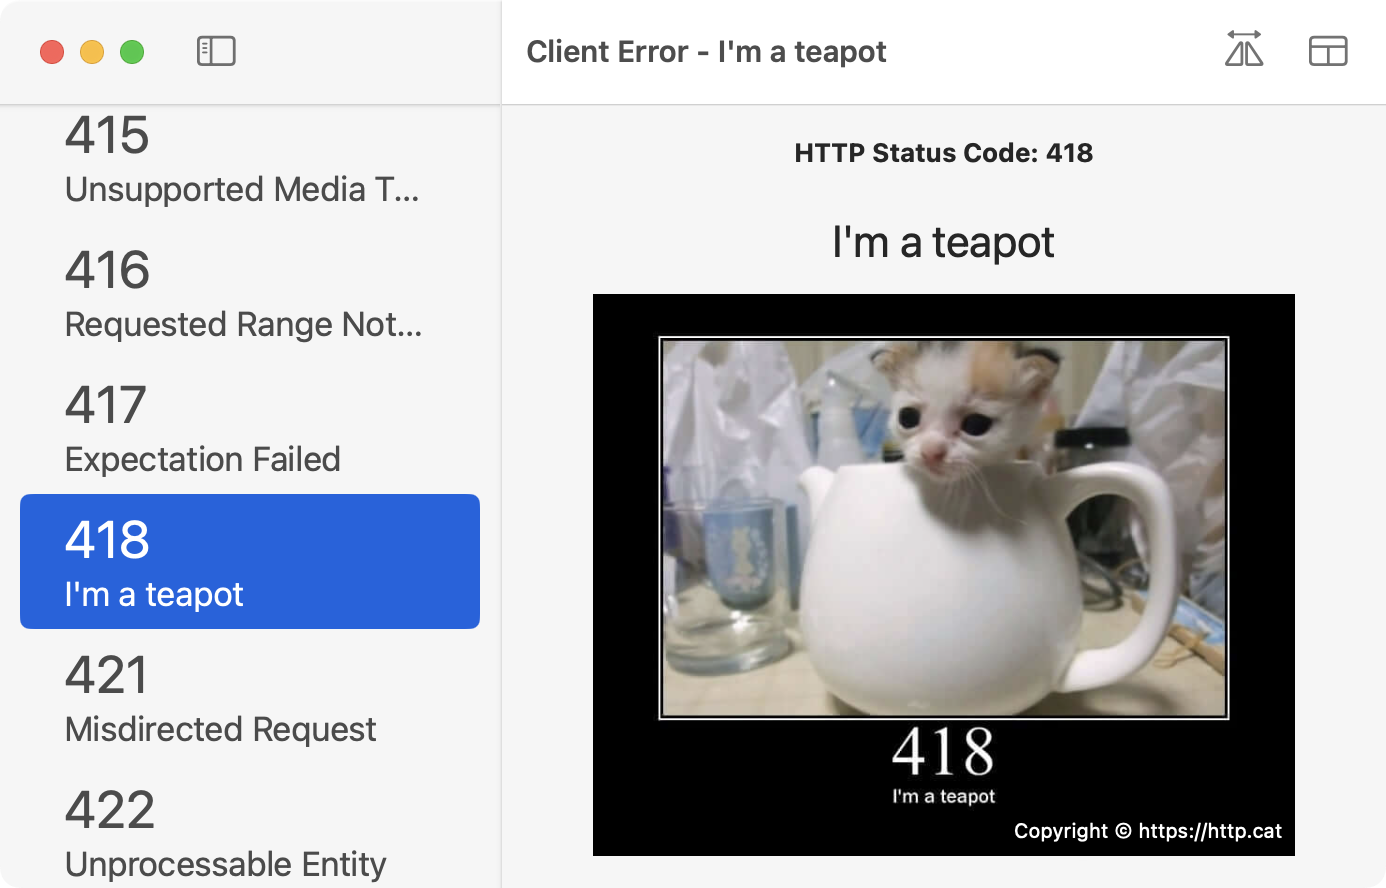 Client Error - I'm a teapot
415
Unsupported Media T...
416
Requested Range Not...
417
Expectation Failed
418
I'm a teapot
421
Misdirected Request
422
Unprocessable Entity
HTTP Status Code: 418
I'm a teapot
418
I'm a teapot
Copyright © https://http.cat